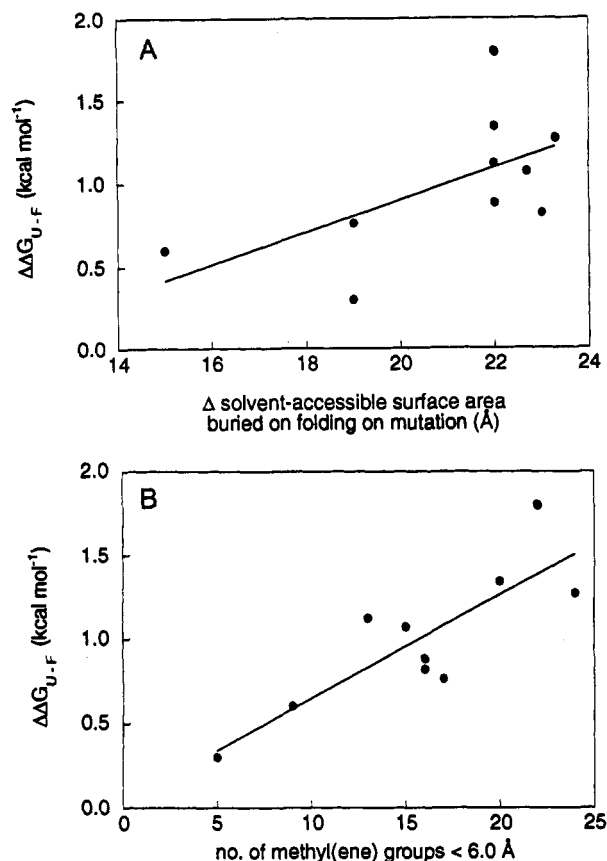 A
2.0
1.5
1.0
0.5
0.0
ΔΔG U-F (kcal mol⁻¹)
14 16 18 20 22 24
Δ solvent-accessible surface area
buried on folding on mutation (Å)
B
2.0
1.5
1.0
0.5
0.0
ΔΔG U-F (kcal mol⁻¹)
0 5 10 15 20 25
no. of methyl(ene) groups < 6.0 Å